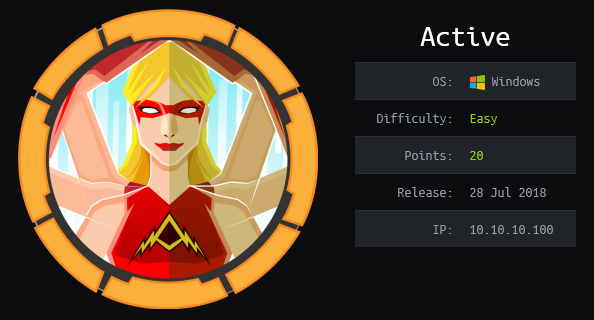 Active
OS: Windows
Difficulty: Easy
Points: 20
Release: 28 Jul 2018
IP: 10.10.10.100